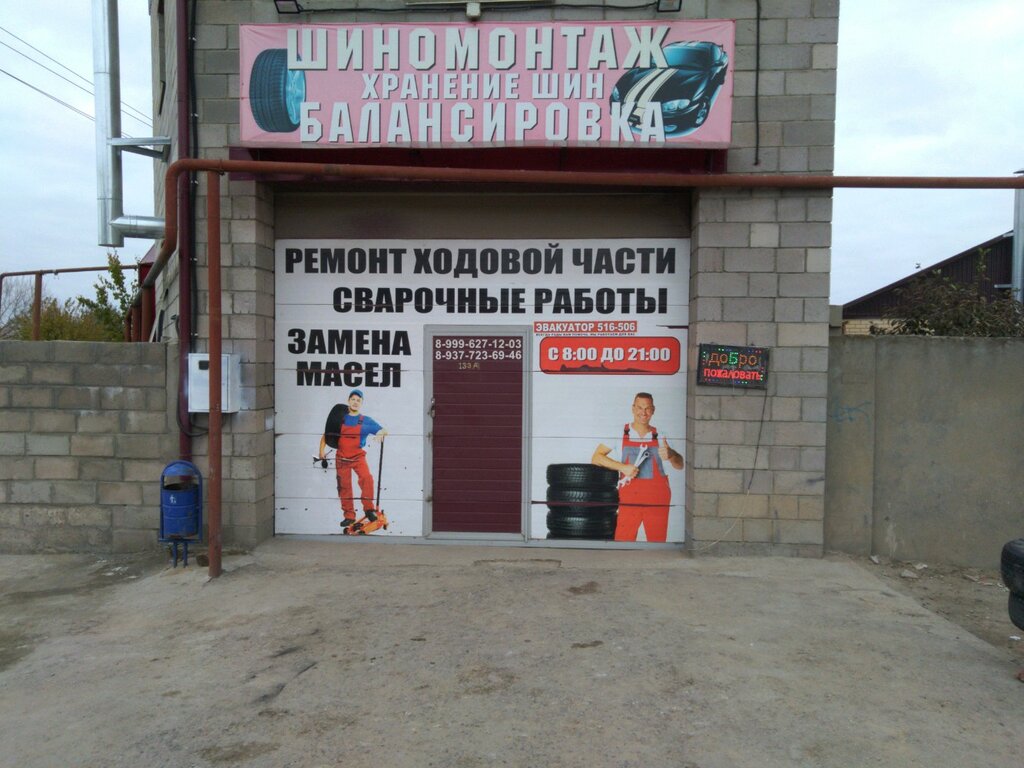 ШИНОМОНТАЖ
ХРАНЕНИЕ ШИН
БАЛАНСИРОВКА
РЕМОНТ ХОДОВОЙ ЧАСТИ
СВАРОЧНЫЕ РАБОТЫ
ЗАМЕНА
МАСЕЛ
8-999-627-12-03
8-937-723-69-46
133 А
ЭВАКУАТОР 516-506
С 8:00 ДО 21:00
ДОБРО
ПОЖАЛОВАТЬ